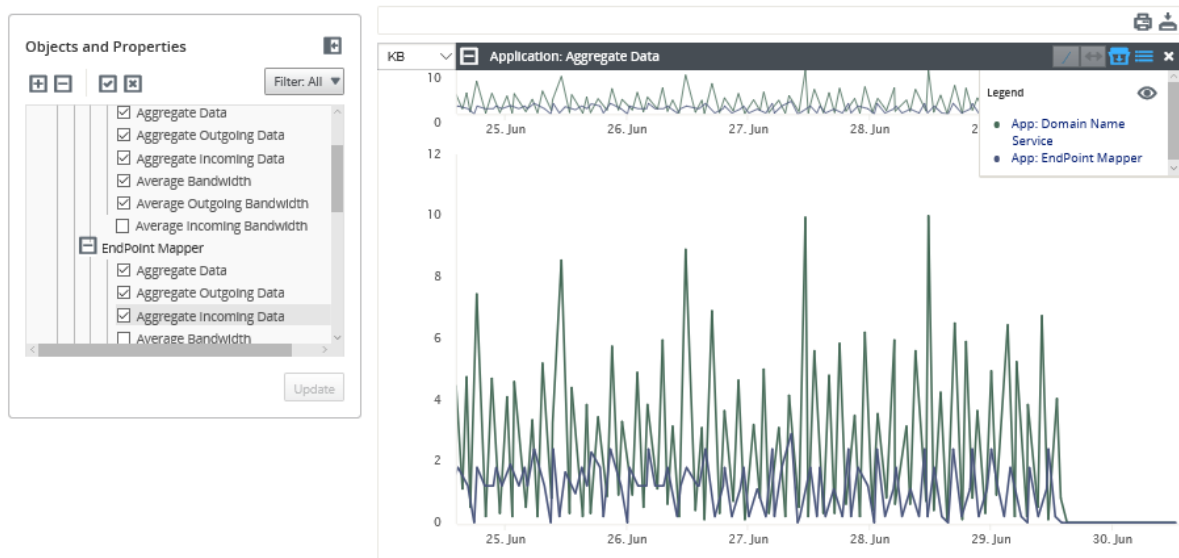 Objects and Properties
Filter: All
Aggregate Data
Aggregate Outgoing Data
Aggregate Incoming Data
Average Bandwidth
Average Outgoing Bandwidth
Average Incoming Bandwidth
EndPoint Mapper
Aggregate Data
Aggregate Outgoing Data
Aggregate Incoming Data
Average Bandwidth
Update
KB
Application: Aggregate Data
10
0
25. Jun
26. Jun
27. Jun
28. Jun
2
Legend
App: Domain Name
Service
App: EndPoint Mapper
12
10
8
6
4
2
0
25. Jun
26. Jun
27. Jun
28. Jun
29. Jun
30. Jun